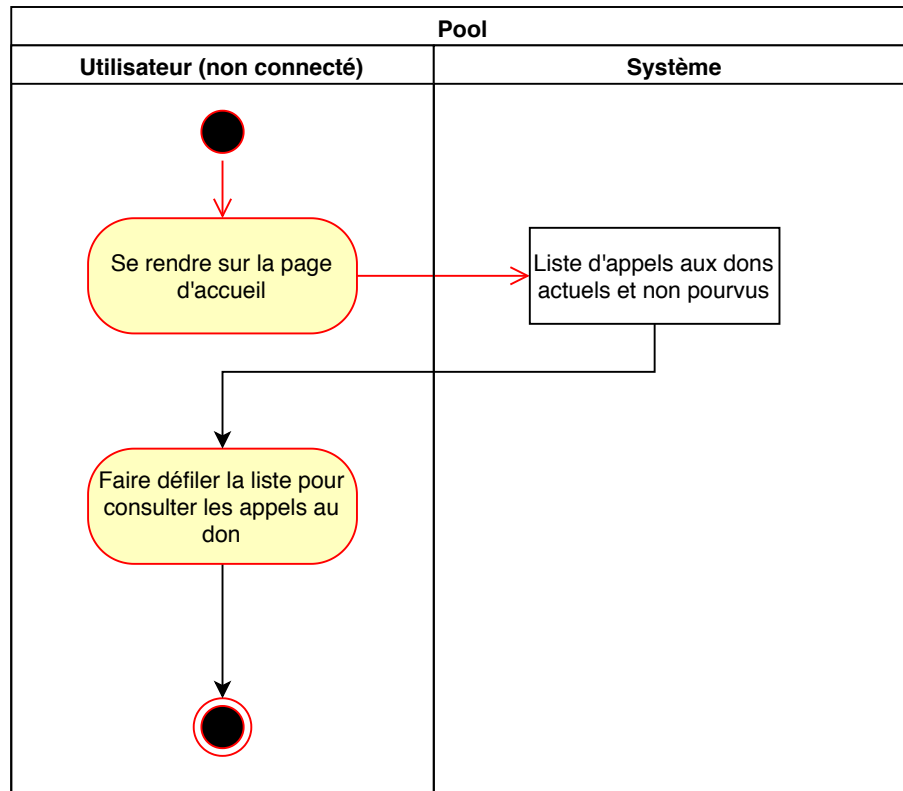 Pool
Utilisateur (non connecté)
Système
Se rendre sur la page
d'accueil
Liste d'appels aux dons
actuels et non pourvus
Faire défiler la liste pour
consulter les appels au
don